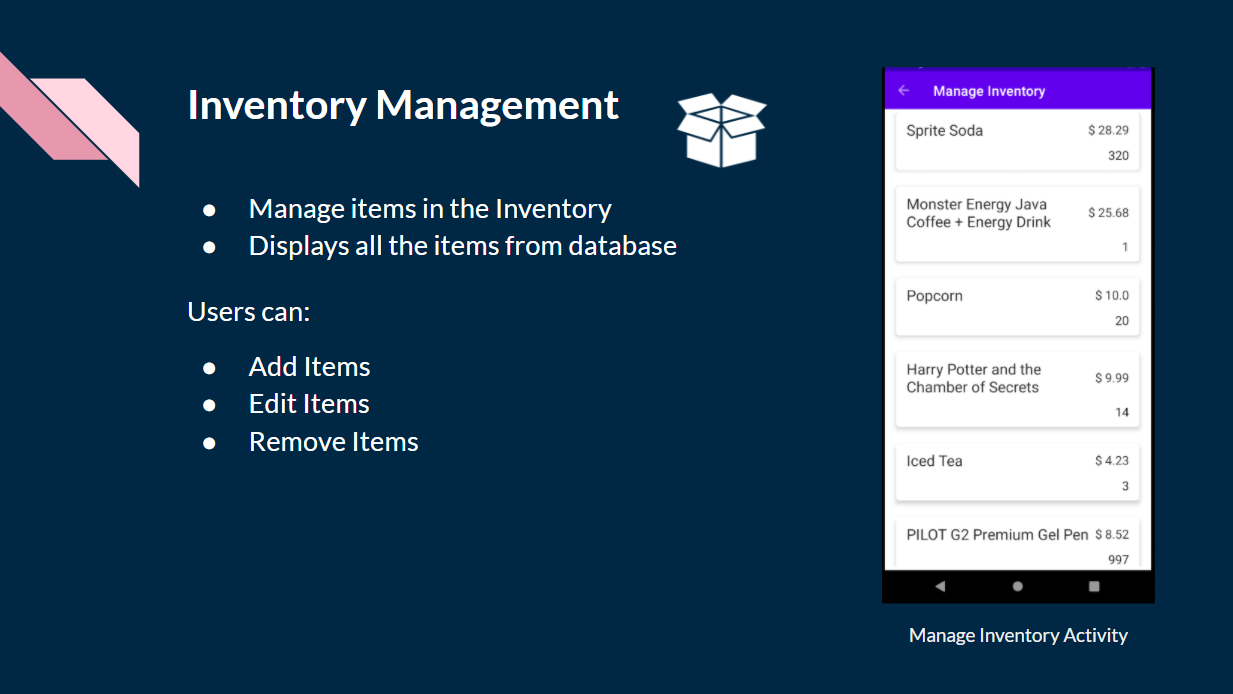 Inventory Management
● Manage items in the Inventory
● Displays all the items from database
Users can:
● Add Items
● Edit Items
● Remove Items
Manage Inventory
Sprite Soda $ 28.29
320
Monster Energy Java
Coffee + Energy Drink $ 25.68
1
Popcorn $ 10.0
20
Harry Potter and the
Chamber of Secrets $ 9.99
14
Iced Tea $ 4.23
3
PILOT G2 Premium Gel Pen $ 8.52
997
Manage Inventory Activity